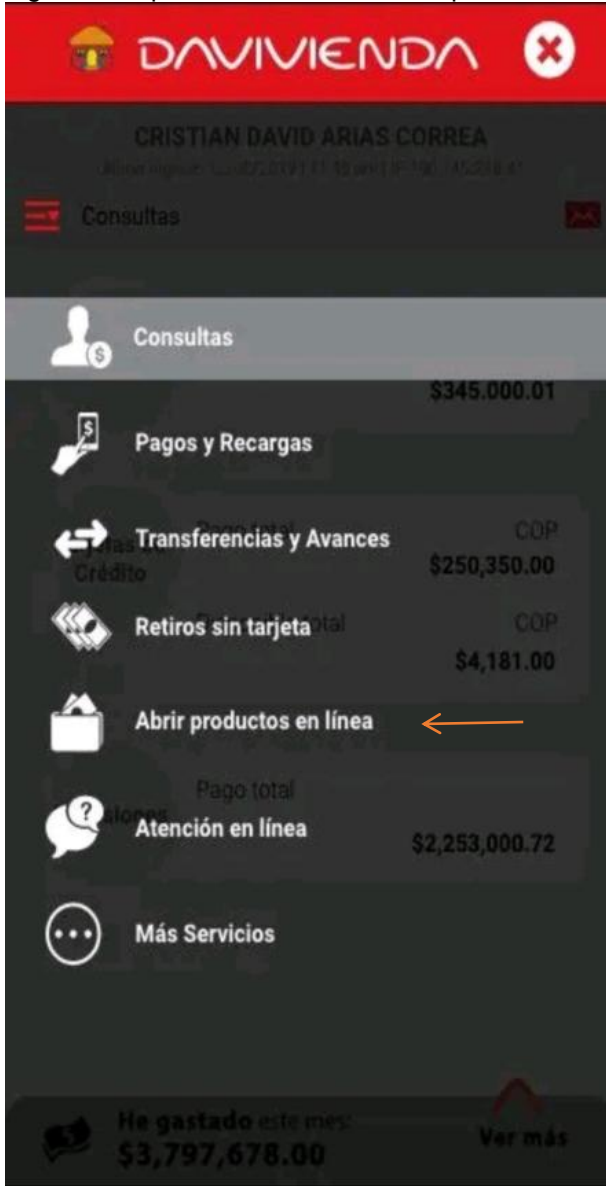 DAVIVIENDA
CRISTIAN DAVID ARIAS CORREA
Consultas
Consultas
$345.000.01
Pagos y Recargas
Pago total
COP
Transferencias y Avances
Crédito
$250,350.00
Retiros sin tarjeta
total
COP
$4,181.00
Abrir productos en línea
Pago total
Atención en línea
$2,253,000.72
Más Servicios
He gastado este mes:
$3,797,678.00
Ver más